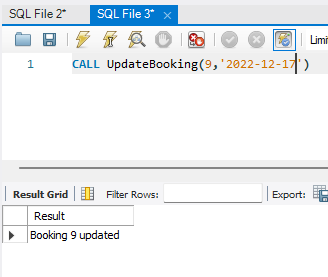 SQL File 2* SQL File 3* ×
Limi
1 CALL UpdateBooking(9,'2022-12-17')
Result Grid Filter Rows: Export:
Result
Booking 9 updated